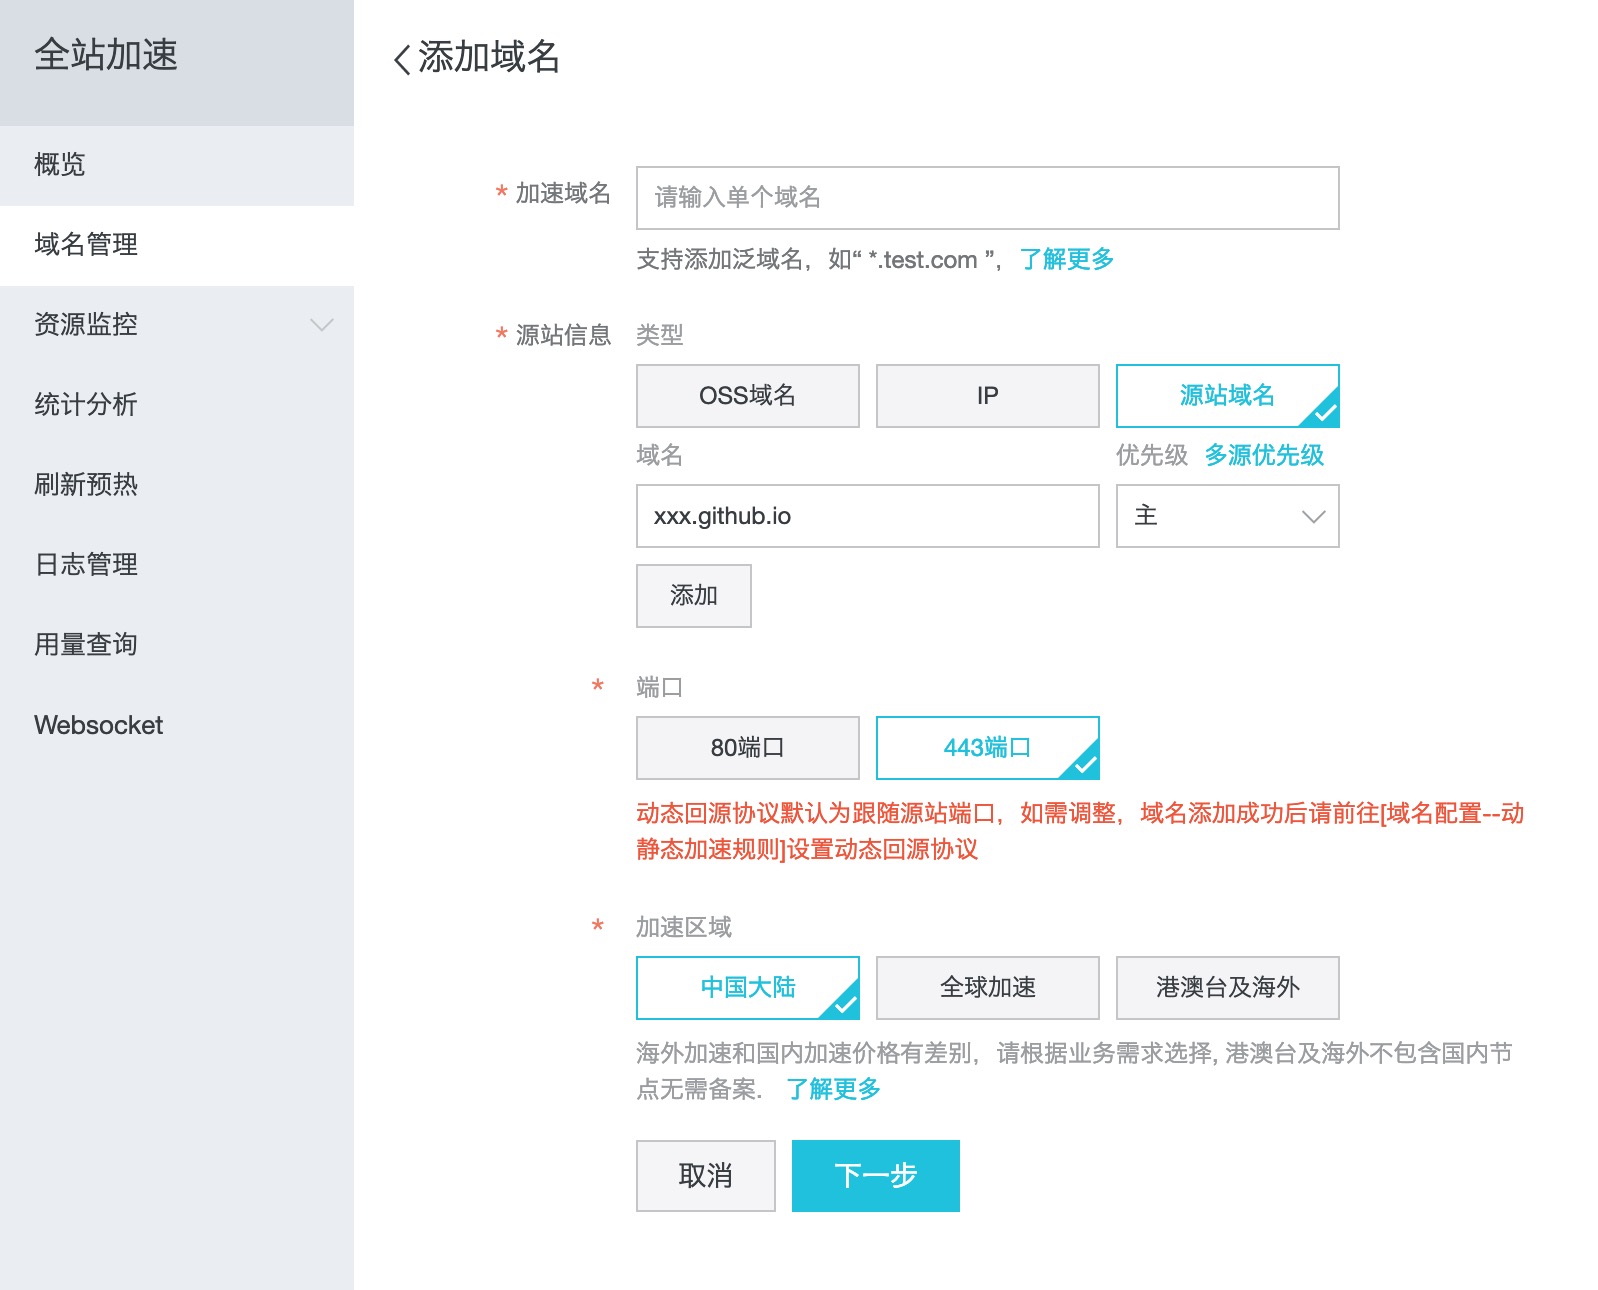 全站加速
概览
域名管理
资源监控
统计分析
刷新预热
日志管理
用量查询
Websocket
添加域名
* 加速域名
请输入单个域名
支持添加泛域名，如“ *.test.com ”，了解更多
* 源站信息
类型
OSS域名
IP
源站域名
域名
优先级 多源优先级
xxx.github.io
主
添加
* 端口
80端口
443端口
动态回源协议默认为跟随源站端口，如需调整，域名添加成功后请前往[域名配置--动
静态加速规则]设置动态回源协议
* 加速区域
中国大陆
全球加速
港澳台及海外
海外加速和国内加速价格有差别，请根据业务需求选择, 港澳台及海外不包含国内节
点无需备案. 了解更多
取消
下一步